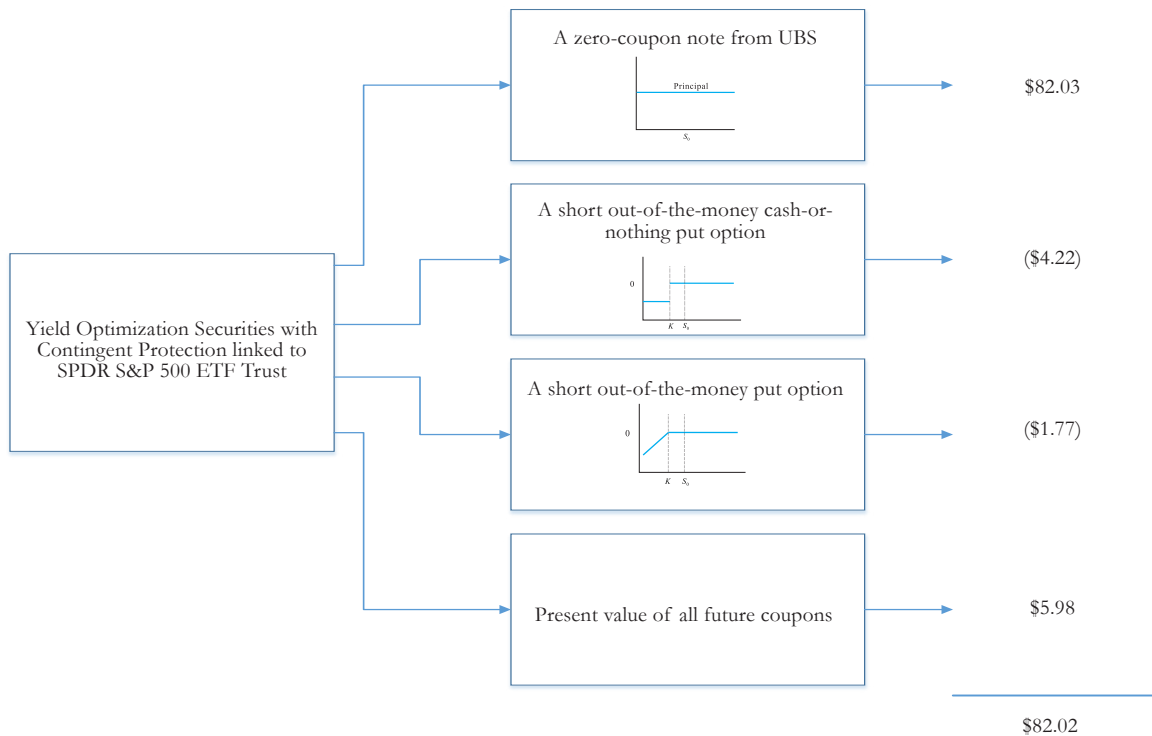 A zero-coupon note from UBS
Principal
S₀
$82.03
A short out-of-the-money cash-or-
nothing put option
0
K S₀
($4.22)
Yield Optimization Securities with
Contingent Protection linked to
SPDR S&P 500 ETF Trust
A short out-of-the-money put option
0
K S₀
($1.77)
Present value of all future coupons
$5.98
$82.02